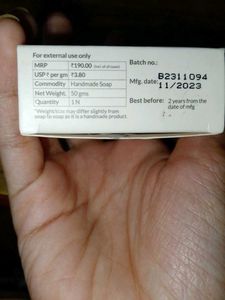 For external use only
MRP ₹190.00 (Incl. of all taxes)
USP ₹ per gm ₹3.80
Commodity Handmade Soap
Net Weight 50 gms
Quantity 1 N
*Weight/size may differ slightly from
soap to soap as it is a handmade product.
Batch no.:
B2311094
Mfg. date: 11/2023
Best before: 2 years from the
date of mfg